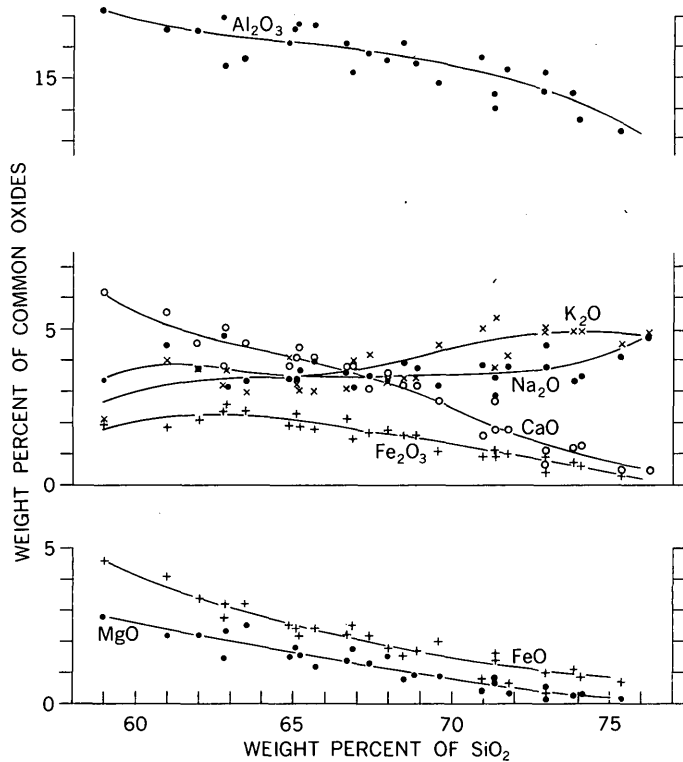 Al₂O₃
15
WEIGHT PERCENT OF COMMON OXIDES
5
0
K₂O
Na₂O
CaO
Fe₂O₃
5
0
MgO
FeO
60 65 70 75
WEIGHT PERCENT OF SiO₂